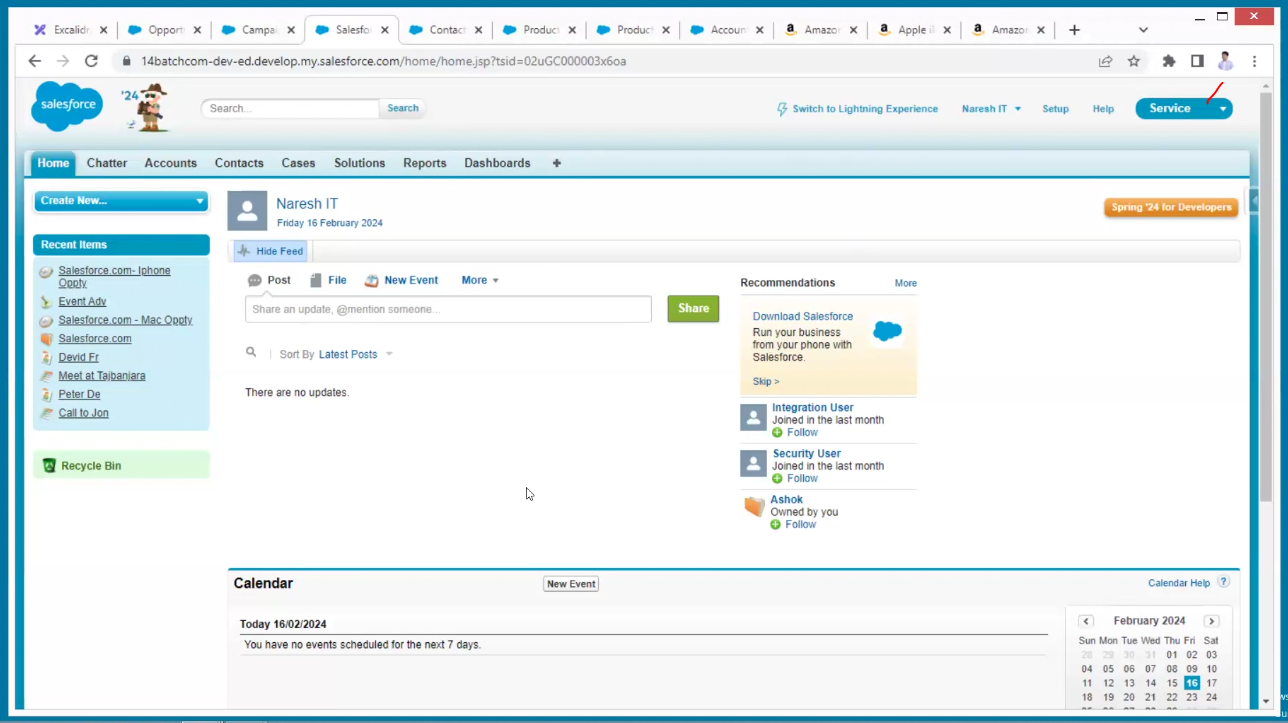 Excalidr
Opport
Campai
Salesfor
Contact
Product
Product
Accoun
Amazon
Apple i
Amazon
14batchcom-dev-ed.develop.my.salesforce.com/home/home.jsp?tsid=02uGC000003x6oa
salesforce
'24
Search...
Search
Switch to Lightning Experience
Naresh IT
Setup
Help
Service
Home
Chatter
Accounts
Contacts
Cases
Solutions
Reports
Dashboards
Create New...
Naresh IT
Friday 16 February 2024
Spring '24 for Developers
Recent Items
Salesforce.com- Iphone
Oppty
Event Adv
Salesforce.com - Mac Oppty
Salesforce.com
Devid Fr
Meet at Tajbanjara
Peter De
Call to Jon
Recycle Bin
Hide Feed
Post
File
New Event
More
Share an update, @mention someone...
Share
Sort By Latest Posts
There are no updates.
Recommendations
More
Download Salesforce
Run your business
from your phone with
Salesforce.
Skip >
Integration User
Joined in the last month
Follow
Security User
Joined in the last month
Follow
Ashok
Owned by you
Follow
Calendar
New Event
Calendar Help ?
Today 16/02/2024
You have no events scheduled for the next 7 days.
February 2024
Sun Mon Tue Wed Thu Fri Sat
28 29 30 31 01 02 03
04 05 06 07 08 09 10
11 12 13 14 15 16 17
18 19 20 21 22 23 24